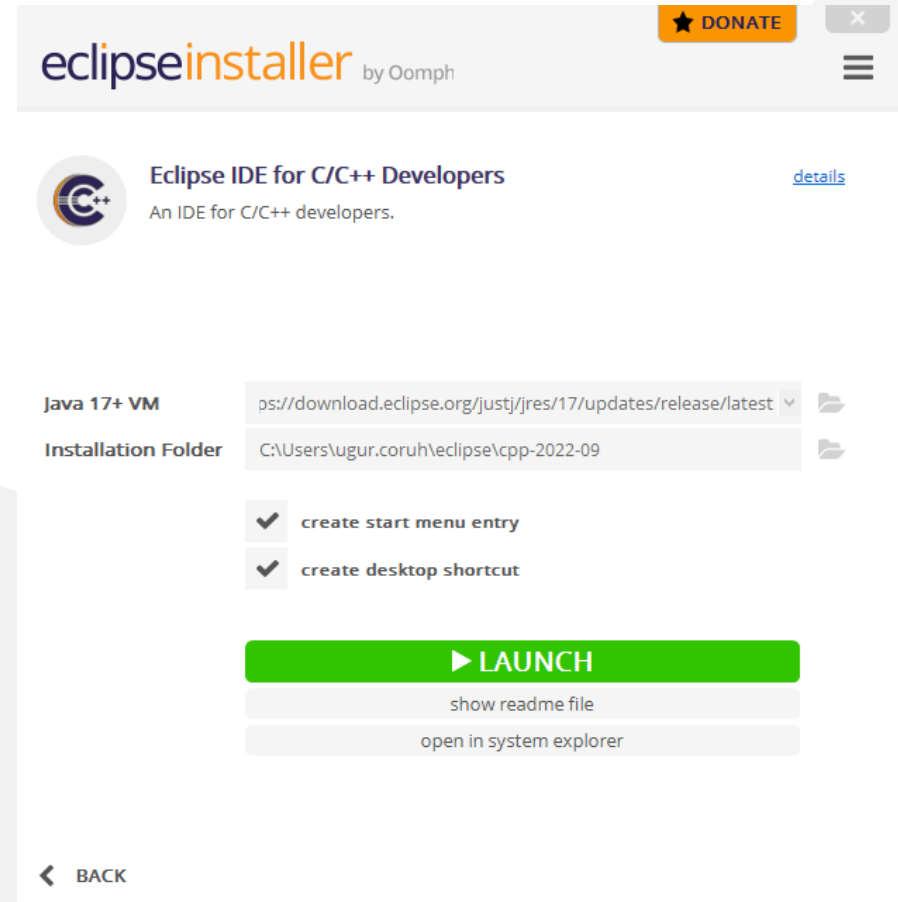 DONATE
eclipseinstaller by Oomph
Eclipse IDE for C/C++ Developers
details
An IDE for C/C++ developers.
Java 17+ VM ps://download.eclipse.org/justj/jres/17/updates/release/latest
Installation Folder C:\Users\ugur.coruh\eclipse\cpp-2022-09
create start menu entry
create desktop shortcut
LAUNCH
show readme file
open in system explorer
BACK